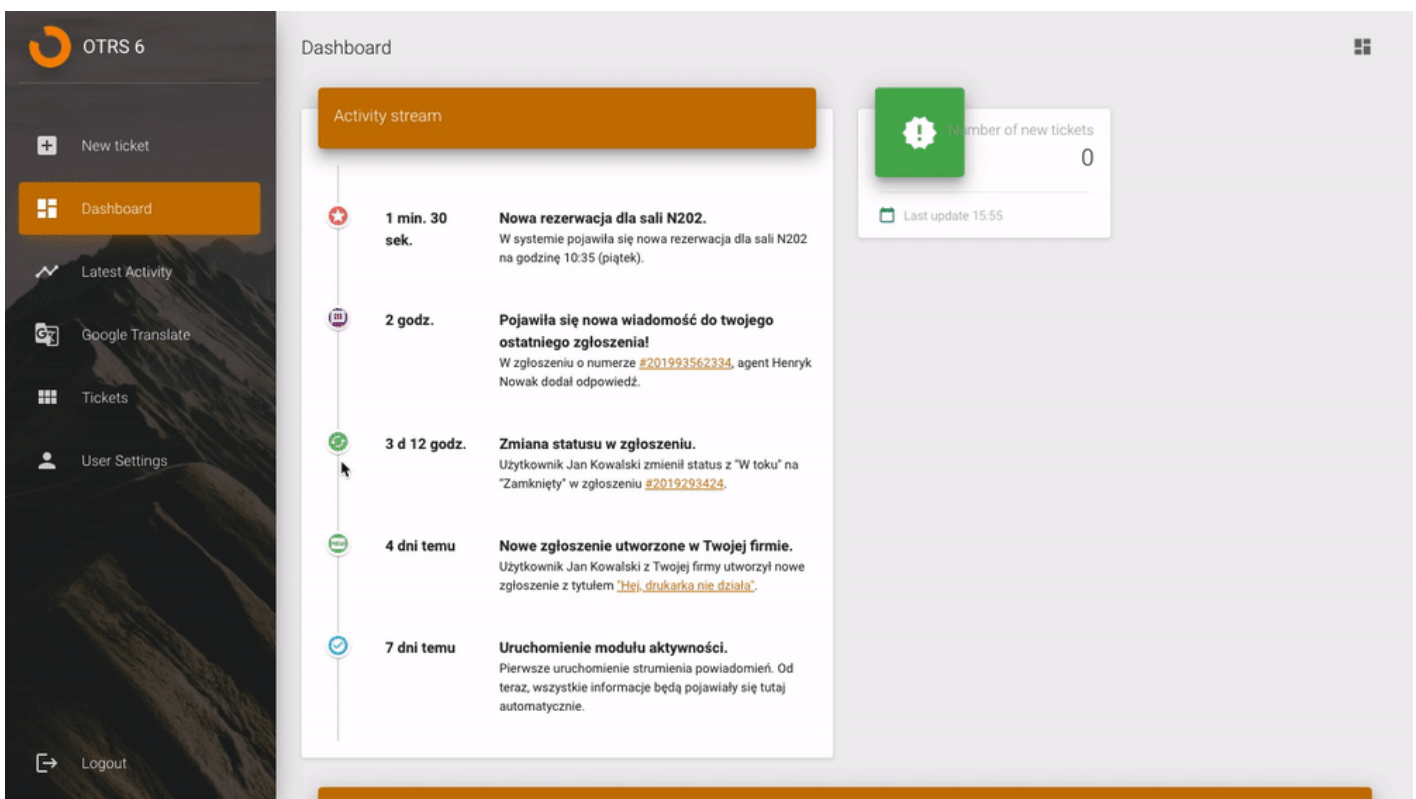 OTRS 6
New ticket
Dashboard
Latest Activity
Google Translate
Tickets
User Settings
Logout
Dashboard
Activity stream
1 min. 30
sek.
Nowa rezerwacja dla sali N202.
W systemie pojawiła się nowa rezerwacja dla sali N202
na godzinę 10:35 (piątek).
2 godz.
Pojawiła się nowa wiadomość do twojego
ostatniego zgłoszenia!
W zgłoszeniu o numerze #201993562334, agent Henryk
Nowak dodał odpowiedź.
3 d 12 godz.
Zmiana statusu w zgłoszeniu.
Użytkownik Jan Kowalski zmienił status z "W toku" na
"Zamknięty" w zgłoszeniu #2019293424.
4 dni temu
Nowe zgłoszenie utworzone w Twojej firmie.
Użytkownik Jan Kowalski z Twojej firmy utworzył nowe
zgłoszenie z tytułem "Hej, drukarka nie działa".
7 dni temu
Uruchomienie modułu aktywności.
Pierwsze uruchomienie strumienia powiadomień. Od
teraz, wszystkie informacje będą pojawiały się tutaj
automatycznie.
Number of new tickets
0
Last update 15:55